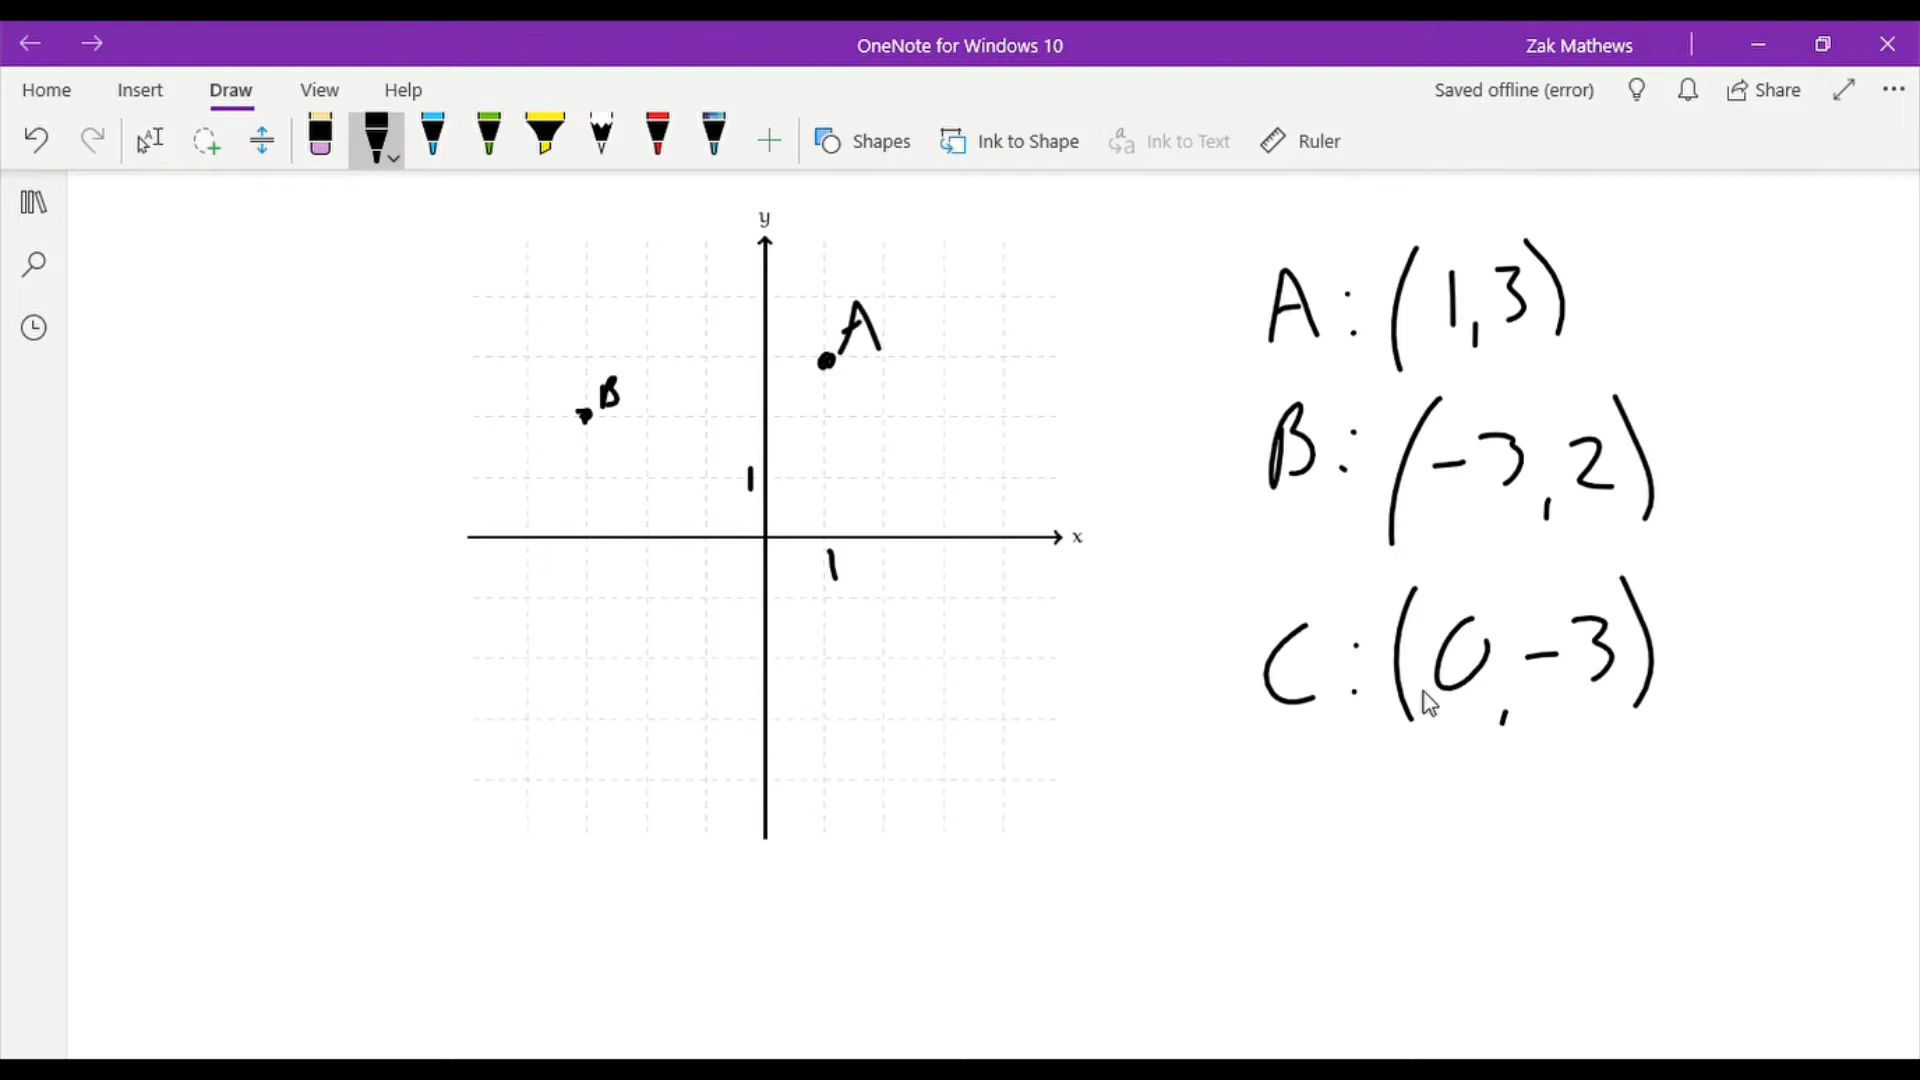 OneNote for Windows 10
Zak Mathews
Home Insert Draw View Help
Saved offline (error) Share
Shapes Ink to Shape Ink to Text Ruler
y
A
B
1
x
1
A : (1,3)
B : (-3,2)
C : (0,-3)